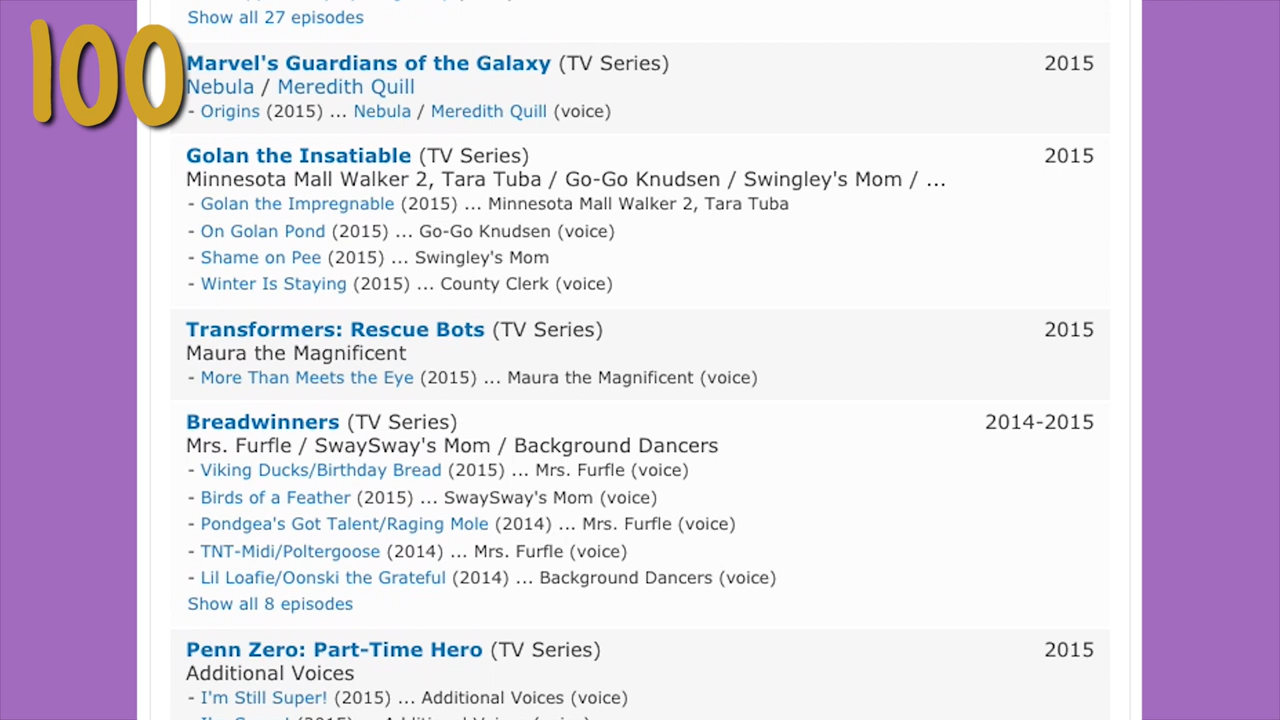 Show all 27 episodes
100
Marvel's Guardians of the Galaxy (TV Series) 2015
Nebula / Meredith Quill
- Origins (2015) ... Nebula / Meredith Quill (voice)
Golan the Insatiable (TV Series) 2015
Minnesota Mall Walker 2, Tara Tuba / Go-Go Knudsen / Swingley's Mom / ...
- Golan the Impregnable (2015) ... Minnesota Mall Walker 2, Tara Tuba
- On Golan Pond (2015) ... Go-Go Knudsen (voice)
- Shame on Pee (2015) ... Swingley's Mom
- Winter Is Staying (2015) ... County Clerk (voice)
Transformers: Rescue Bots (TV Series) 2015
Maura the Magnificent
- More Than Meets the Eye (2015) ... Maura the Magnificent (voice)
Breadwinners (TV Series) 2014-2015
Mrs. Furfle / SwaySway's Mom / Background Dancers
- Viking Ducks/Birthday Bread (2015) ... Mrs. Furfle (voice)
- Birds of a Feather (2015) ... SwaySway's Mom (voice)
- Pondgea's Got Talent/Raging Mole (2014) ... Mrs. Furfle (voice)
- TNT-Midi/Poltergoose (2014) ... Mrs. Furfle (voice)
- Lil Loafie/Oonski the Grateful (2014) ... Background Dancers (voice)
Show all 8 episodes
Penn Zero: Part-Time Hero (TV Series) 2015
Additional Voices
- I'm Still Super! (2015) ... Additional Voices (voice)